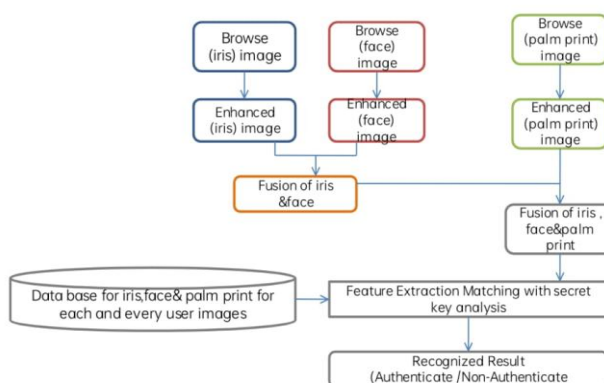 Browse
(iris) image
Browse
(face)
image
Browse
(palm print)
image
Enhanced
(iris) image
Enhanced
(face)
image
Enhanced
(palm print)
image
Fusion of iris
&face
Fusion of iris ,
face&palm
print
Data base for iris,face& palm print for
each and every user images
Feature Extraction Matching with secret
key analysis
Recognized Result
(Authenticate /Non-Authenticate